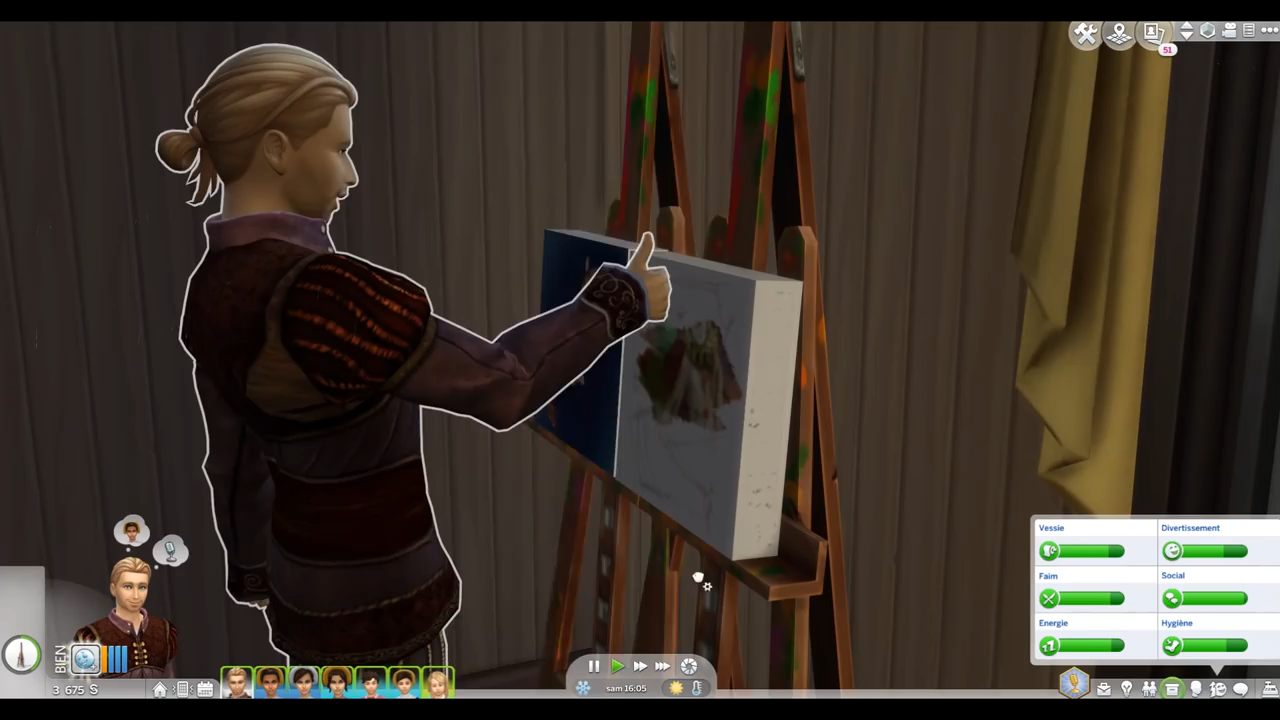 51
Vessie
Divertissement
Faim
Social
Energie
Hygiène
BIEN
3 675 S
sam 16:05